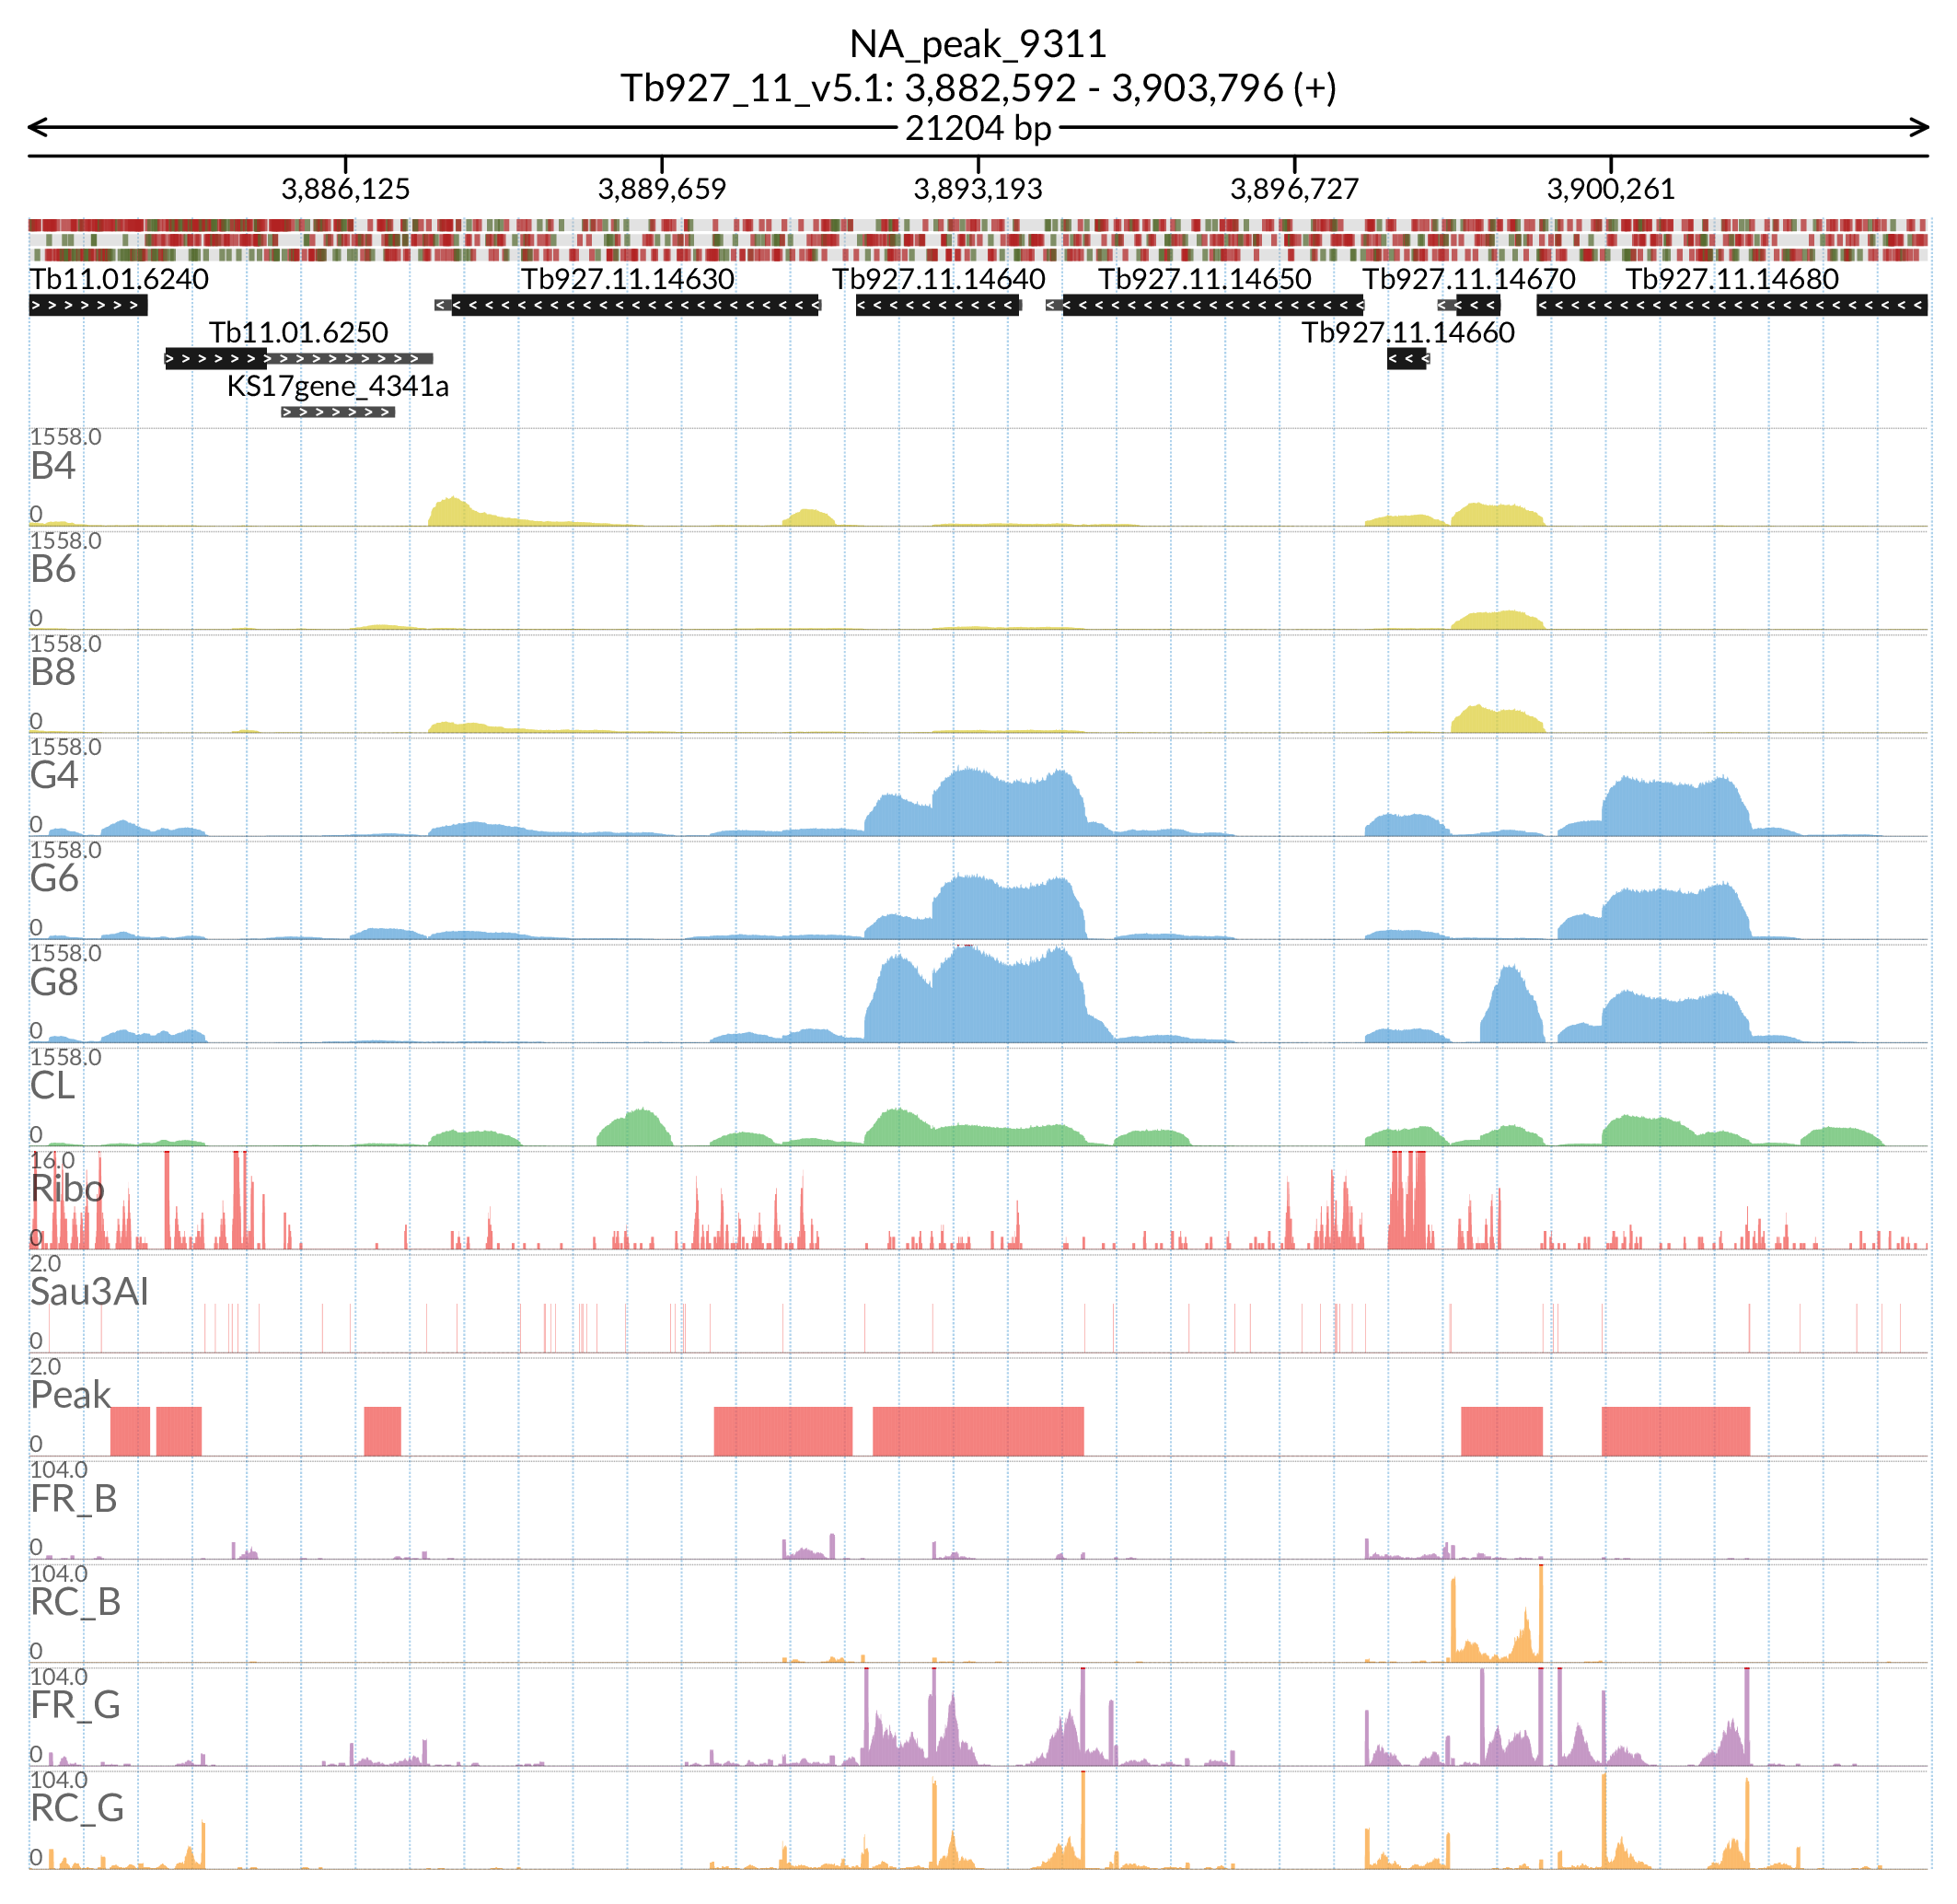 NA_peak_9311
Tb927_11_v5.1: 3,882,592 - 3,903,796 (+)
21204 bp
3,886,125 3,889,659 3,893,193 3,896,727 3,900,261
Tb11.01.6240 Tb927.11.14630 Tb927.11.14640 Tb927.11.14650 Tb927.11.14670 Tb927.11.14680
Tb11.01.6250 Tb927.11.14660
KS17gene_4341a
1558.0
B4
0
1558.0
B6
0
1558.0
B8
0
1558.0
G4
0
1558.0
G6
0
1558.0
G8
0
1558.0
CL
0
16.0
Ribo
0
2.0
Sau3AI
0
2.0
Peak
0
104.0
FR_B
0
104.0
RC_B
0
104.0
FR_G
0
104.0
RC_G
0